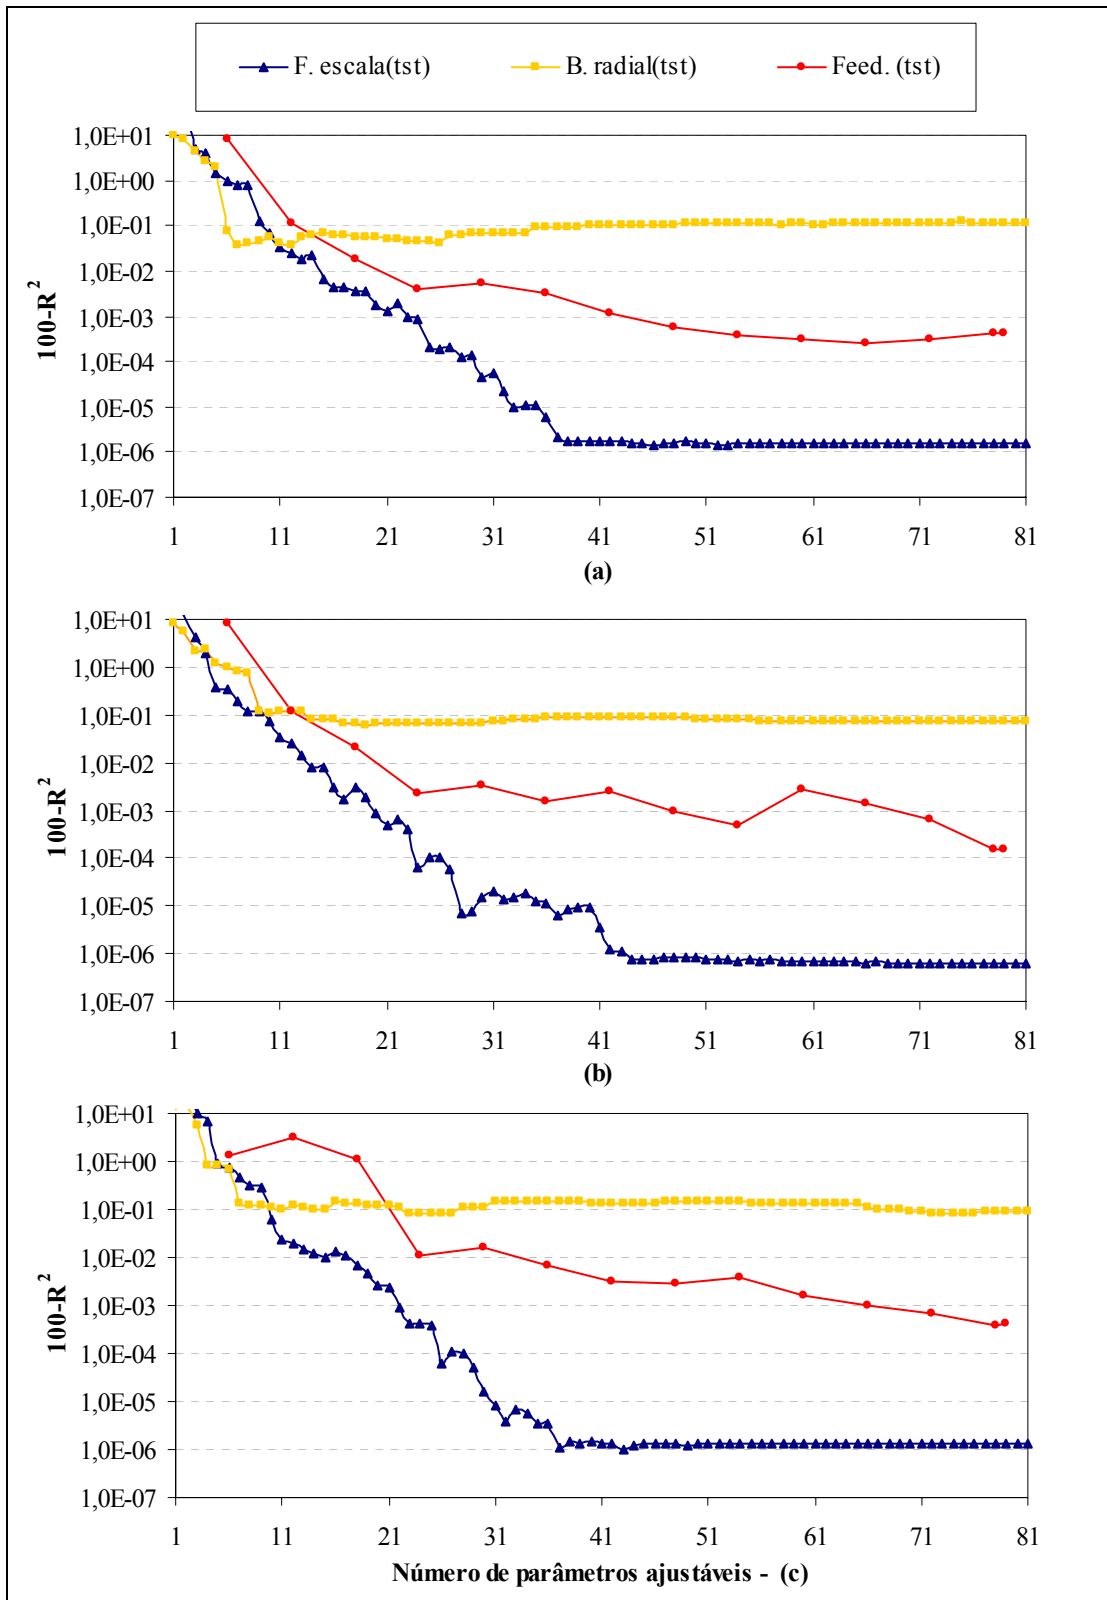 F. escala(tst) B. radial(tst) Feed. (tst)
1,0E+01
1,0E+00
1,0E-01
1,0E-02
1,0E-03
1,0E-04
1,0E-05
1,0E-06
1,0E-07
100-R²
1 11 21 31 41 51 61 71 81
(a)
1,0E+01
1,0E+00
1,0E-01
1,0E-02
1,0E-03
1,0E-04
1,0E-05
1,0E-06
1,0E-07
100-R²
1 11 21 31 41 51 61 71 81
(b)
1,0E+01
1,0E+00
1,0E-01
1,0E-02
1,0E-03
1,0E-04
1,0E-05
1,0E-06
1,0E-07
100-R²
1 11 21 31 41 51 61 71 81
Número de parâmetros ajustáveis - (c)